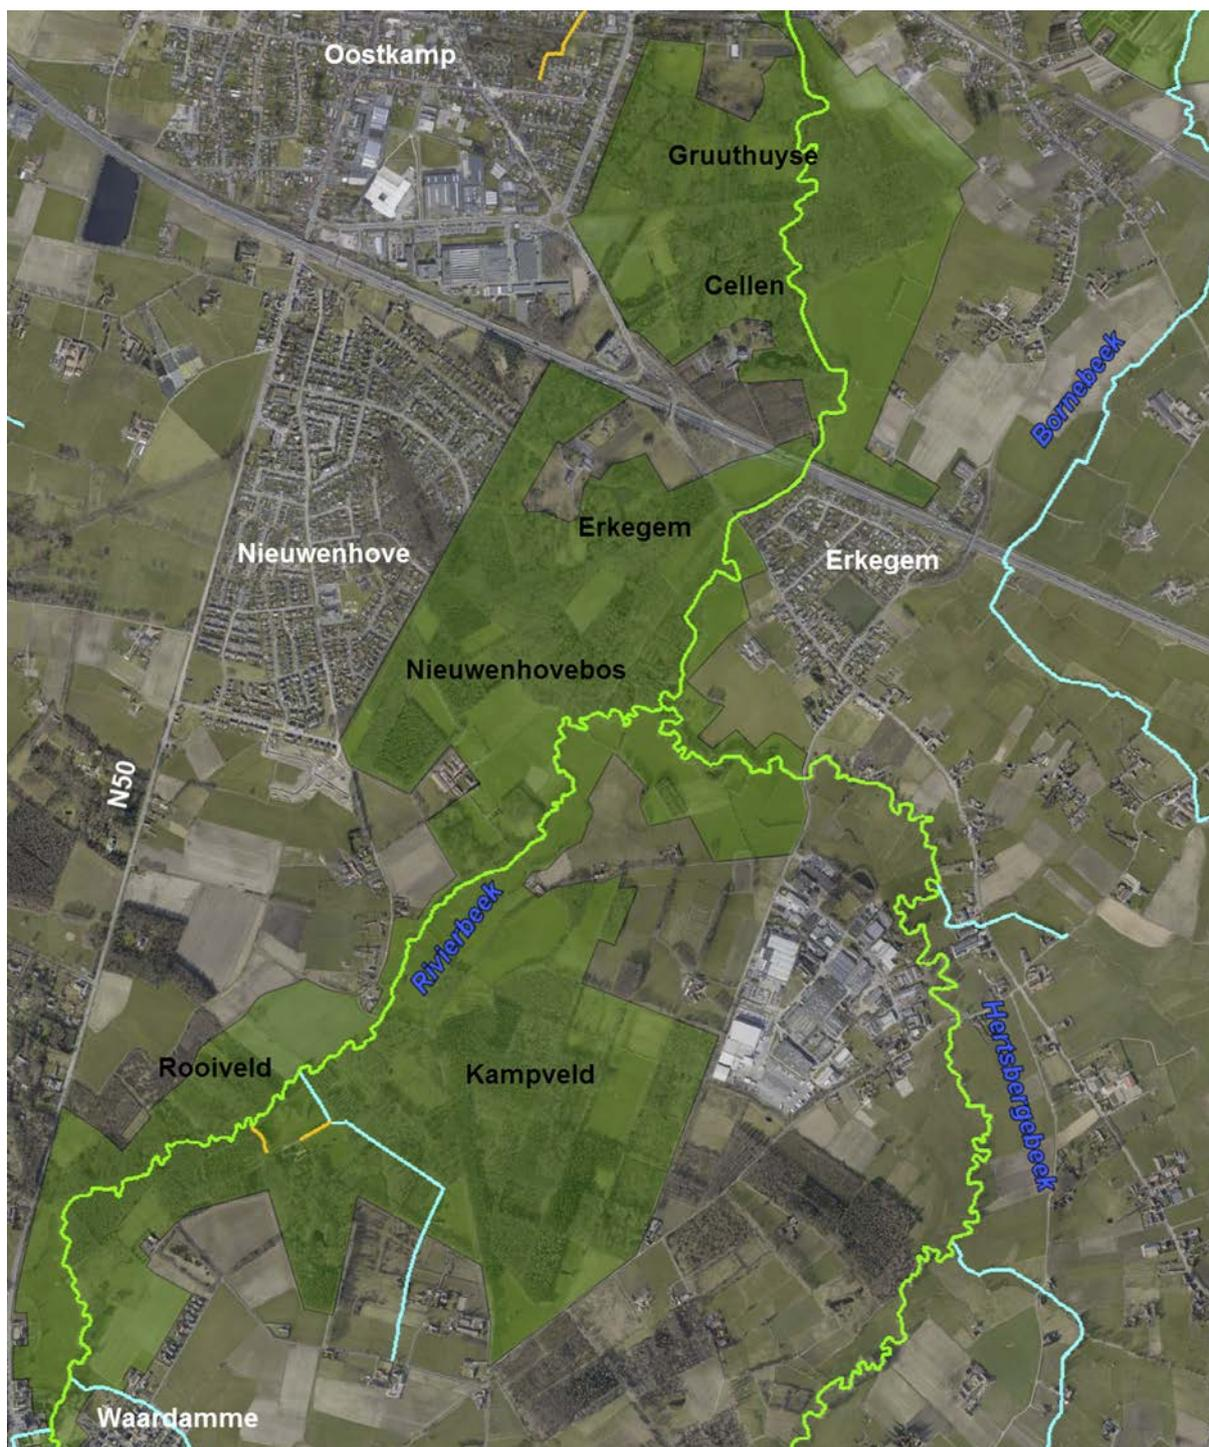 Oostkamp
Gruuthuyse
Cellen
Bornebeek
Erkegem
Nieuwenhove
Erkegem
Nieuwenhovebos
N50
Rivierbeek
Hertsbergebeek
Rooiveld
Kampveld
Waardamme